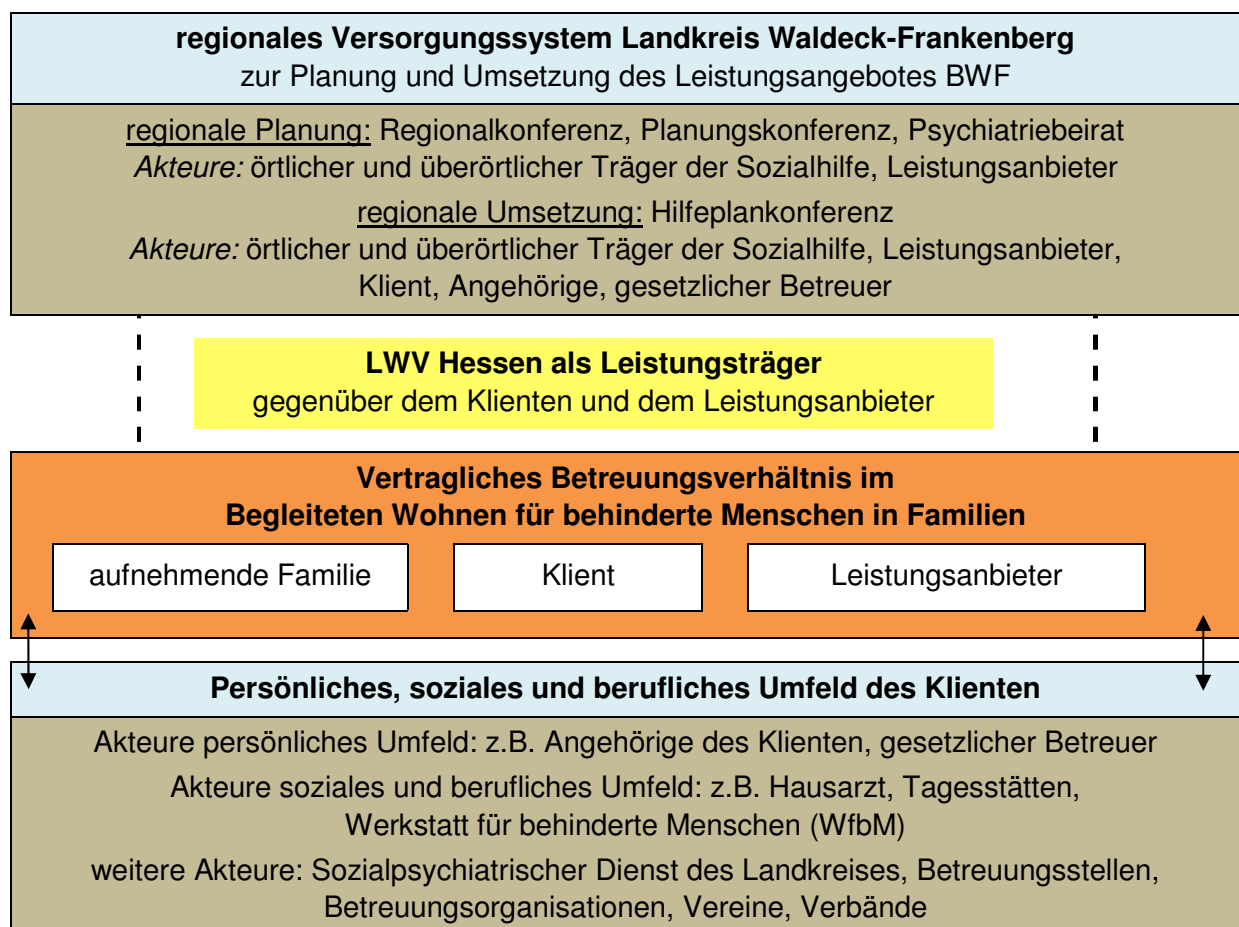 regionales Versorgungssystem Landkreis Waldeck-Frankenberg
zur Planung und Umsetzung des Leistungsangebotes BWF
regionale Planung: Regionalkonferenz, Planungskonferenz, Psychiatriebeirat
Akteure: örtlicher und überörtlicher Träger der Sozialhilfe, Leistungsanbieter
regionale Umsetzung: Hilfeplankonferenz
Akteure: örtlicher und überörtlicher Träger der Sozialhilfe, Leistungsanbieter,
Klient, Angehörige, gesetzlicher Betreuer
LWV Hessen als Leistungsträger
gegenüber dem Klienten und dem Leistungsanbieter
Vertragliches Betreuungsverhältnis im
Begleiteten Wohnen für behinderte Menschen in Familien
aufnehmende Familie
Klient
Leistungsanbieter
Persönliches, soziales und berufliches Umfeld des Klienten
Akteure persönliches Umfeld: z.B. Angehörige des Klienten, gesetzlicher Betreuer
Akteure soziales und berufliches Umfeld: z.B. Hausarzt, Tagesstätten,
Werkstatt für behinderte Menschen (WfbM)
weitere Akteure: Sozialpsychiatrischer Dienst des Landkreises, Betreuungsstellen,
Betreuungsorganisationen, Vereine, Verbände